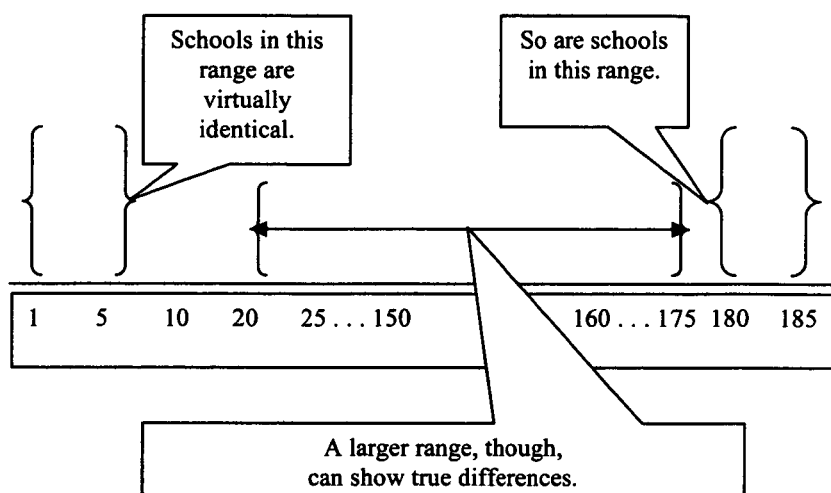 Schools in this
range are
virtually
identical.
So are schools
in this range.
1 5 10 20 25 . . . 150 160 . . . 175 180 185
A larger range, though,
can show true differences.